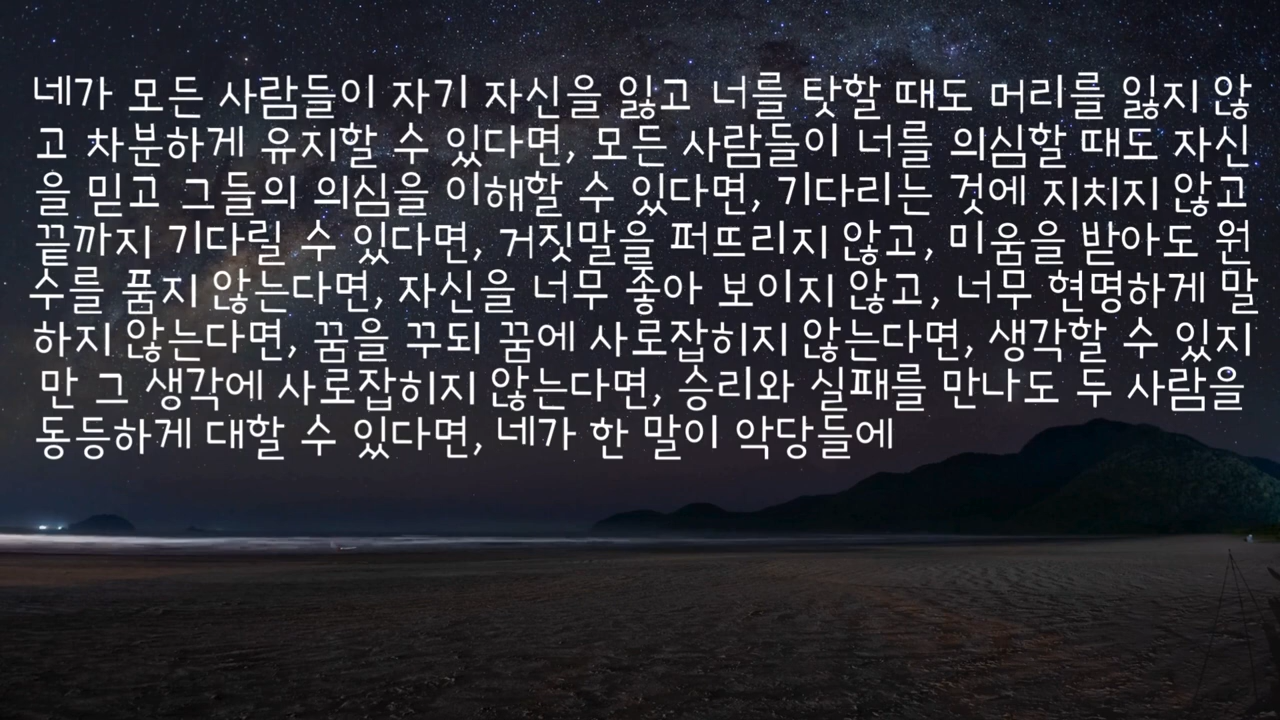 네가 모든 사람들이 자기 자신을 잃고 너를 탓할 때도 머리를 잃지 않
고 차분하게 유지할 수 있다면, 모든 사람들이 너를 의심할 때도 자신
을 믿고 그들의 의심을 이해할 수 있다면, 기다리는 것에 지치지 않고
끝까지 기다릴 수 있다면, 거짓말을 퍼뜨리지 않고, 미움을 받아도 원
수를 품지 않는다면, 자신을 너무 좋아 보이지 않고, 너무 현명하게 말
하지 않는다면, 꿈을 꾸되 꿈에 사로잡히지 않는다면, 생각할 수 있지
만 그 생각에 사로잡히지 않는다면, 승리와 실패를 만나도 두 사람을
동등하게 대할 수 있다면, 네가 한 말이 악당들에